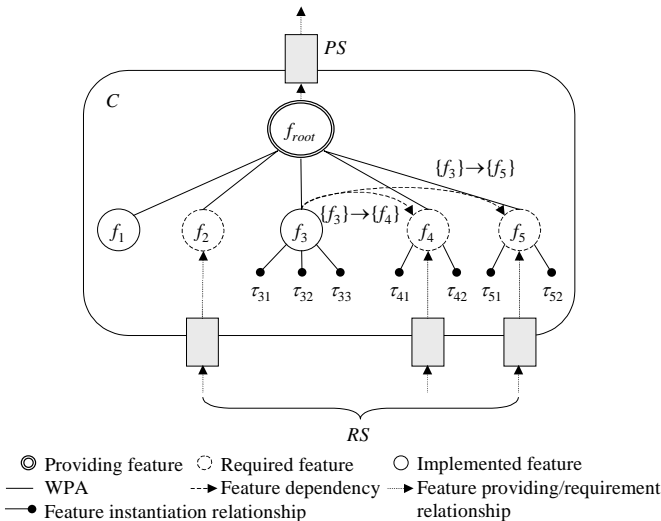 PS
C
f_root
{f₃}→{f₅}
{f₃}→{f₄}
f₁ f₂ f₃ f₄ f₅
τ₃₁ τ₃₂ τ₃₃ τ₄₁ τ₄₂ τ₅₁ τ₅₂
RS
Providing feature Required feature Implemented feature
WPA Feature dependency Feature providing/requirement
relationship
Feature instantiation relationship